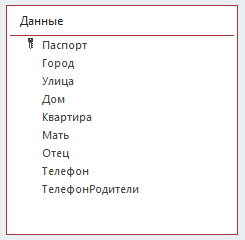 Данные
Паспорт
Город
Улица
Дом
Квартира
Мать
Отец
Телефон
ТелефонРодители